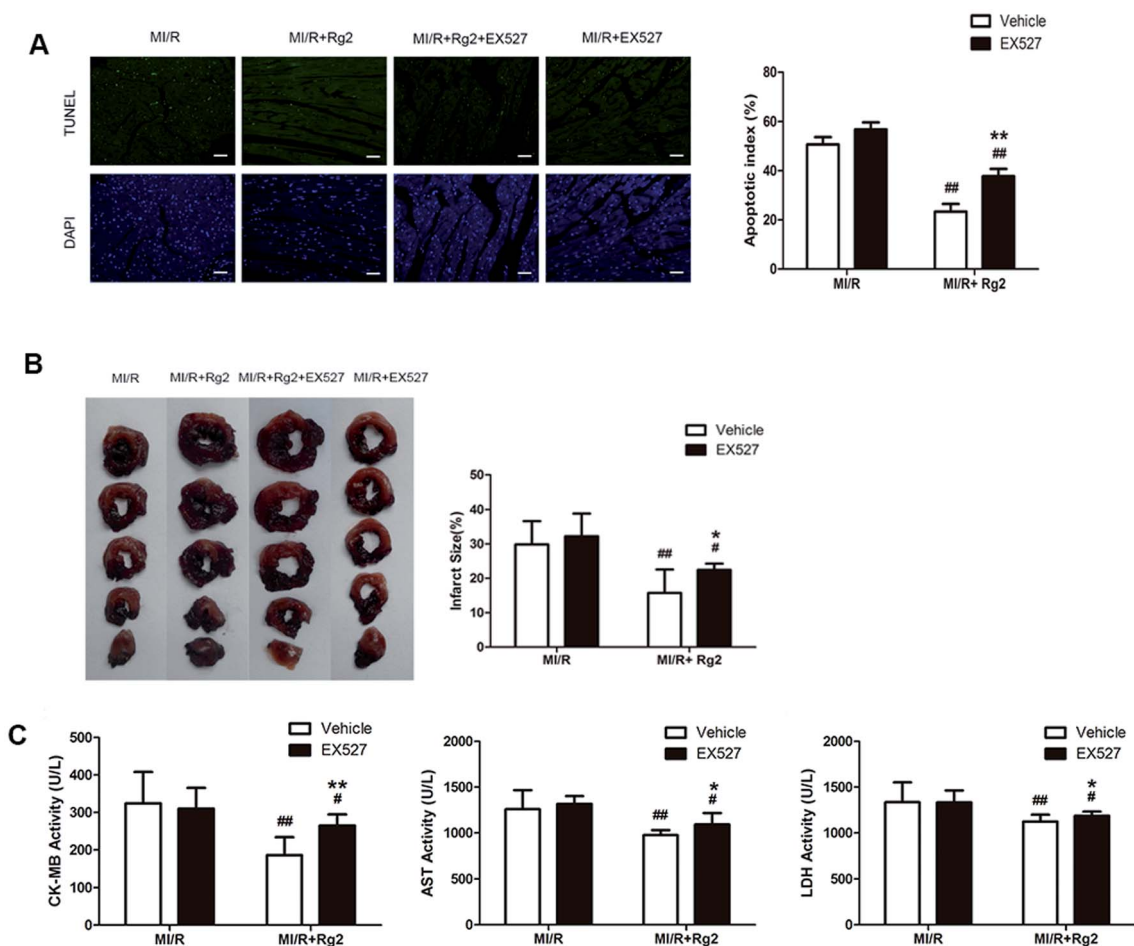 A
MI/R MI/R+Rg2 MI/R+Rg2+EX527 MI/R+EX527
TUNEL
DAPI
Vehicle
EX527
Apoptotic index (%)
80
60
40
20
0
**
##
##
MI/R MI/R+ Rg2
B
MI/R MI/R+Rg2 MI/R+Rg2+EX527 MI/R+EX527
Vehicle
EX527
Infarct Size(%)
50
40
30
20
10
0
*
##
#
MI/R MI/R+ Rg2
C
Vehicle
EX527
CK-MB Activity (U/L)
500
400
300
200
100
0
**
##
#
MI/R MI/R+Rg2
Vehicle
EX527
AST Activity (U/L)
2000
1500
1000
500
0
*
##
#
MI/R MI/R+Rg2
Vehicle
EX527
LDH Activity (U/L)
2000
1500
1000
500
0
*
##
#
MI/R MI/R+Rg2